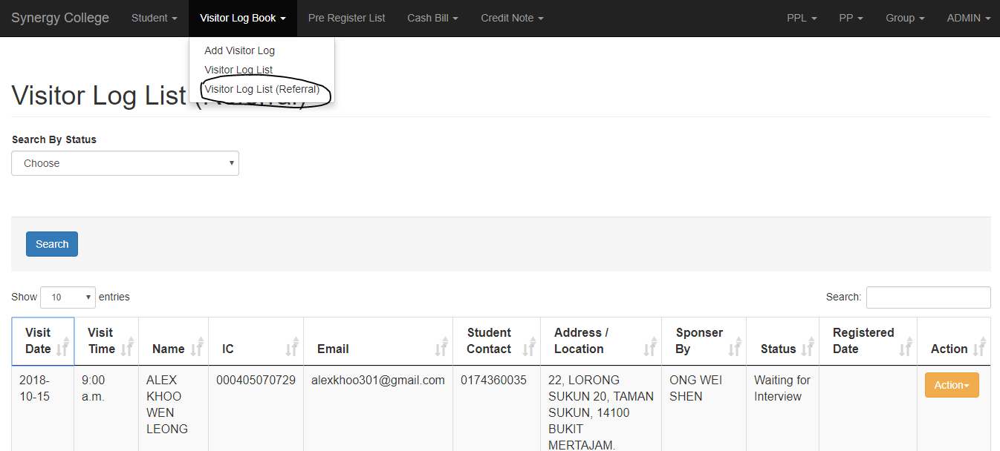 Synergy College Student Visitor Log Book Pre Register List Cash Bill Credit Note PPL PP Group ADMIN
Add Visitor Log
Visitor Log List
Visitor Log List (Referral)
Visitor Log List (Referral)
Search By Status
Choose
Search
Show 10 entries Search:
Visit Date Visit Time Name IC Email Student Contact Address / Location Sponser By Status Registered Date Action
2018- 9:00 ALEX 000405070729 alexkhoo301@gmail.com 0174360035 22, LORONG ONG WEI Waiting for Action
10-15 a.m. KHOO SUKUN 20, TAMAN SHEN Interview
WEN SUKUN, 14100
LEONG BUKIT
MERTAJAM.